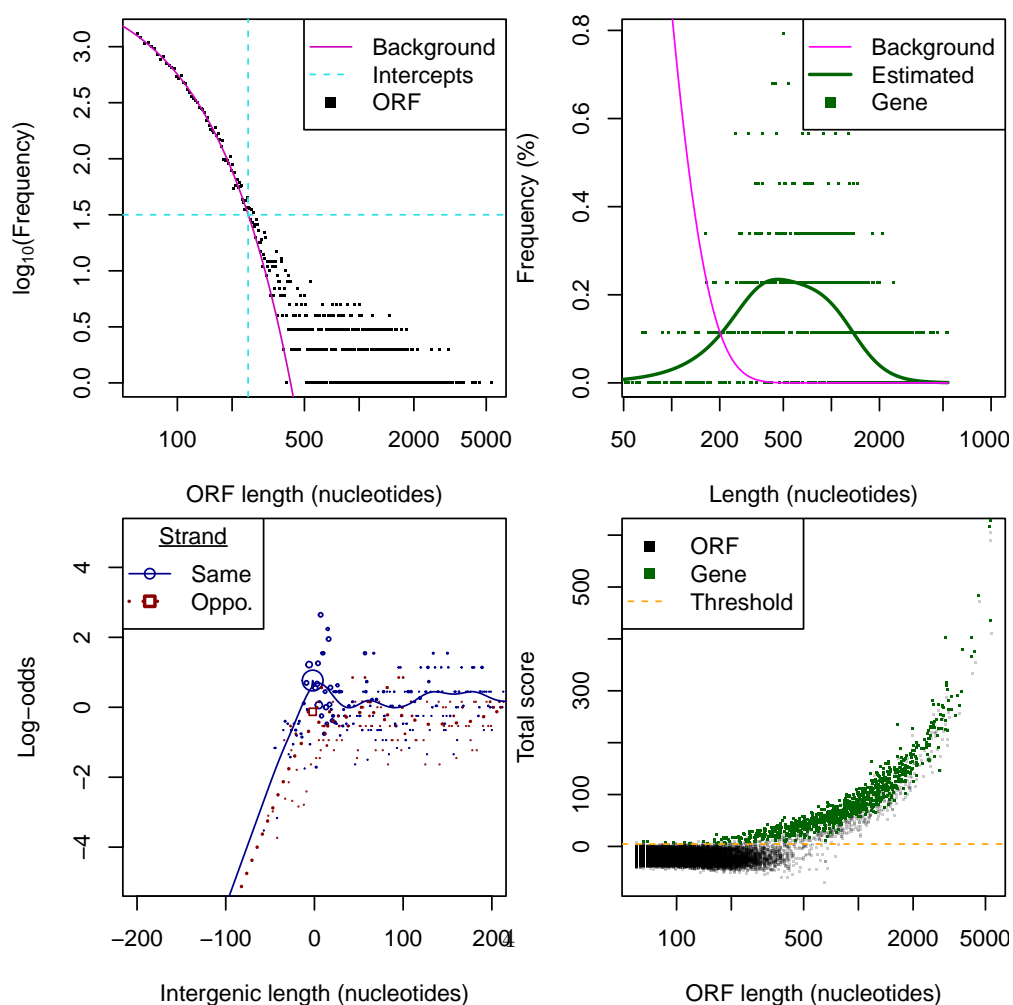 Background
Intercepts
ORF
log10(Frequency)
0.0 0.5 1.0 1.5 2.0 2.5 3.0
100 500 2000 5000
ORF length (nucleotides)
Background
Estimated
Gene
Frequency (%)
0.0 0.2 0.4 0.6 0.8
50 200 500 2000 1000
Length (nucleotides)
Strand
Same
Oppo.
Log−odds
−4 −2 0 2 4
−200 −100 0 100 200
4
Intergenic length (nucleotides)
ORF
Gene
Threshold
Total score
0 100 300 500
100 500 2000 5000
ORF length (nucleotides)